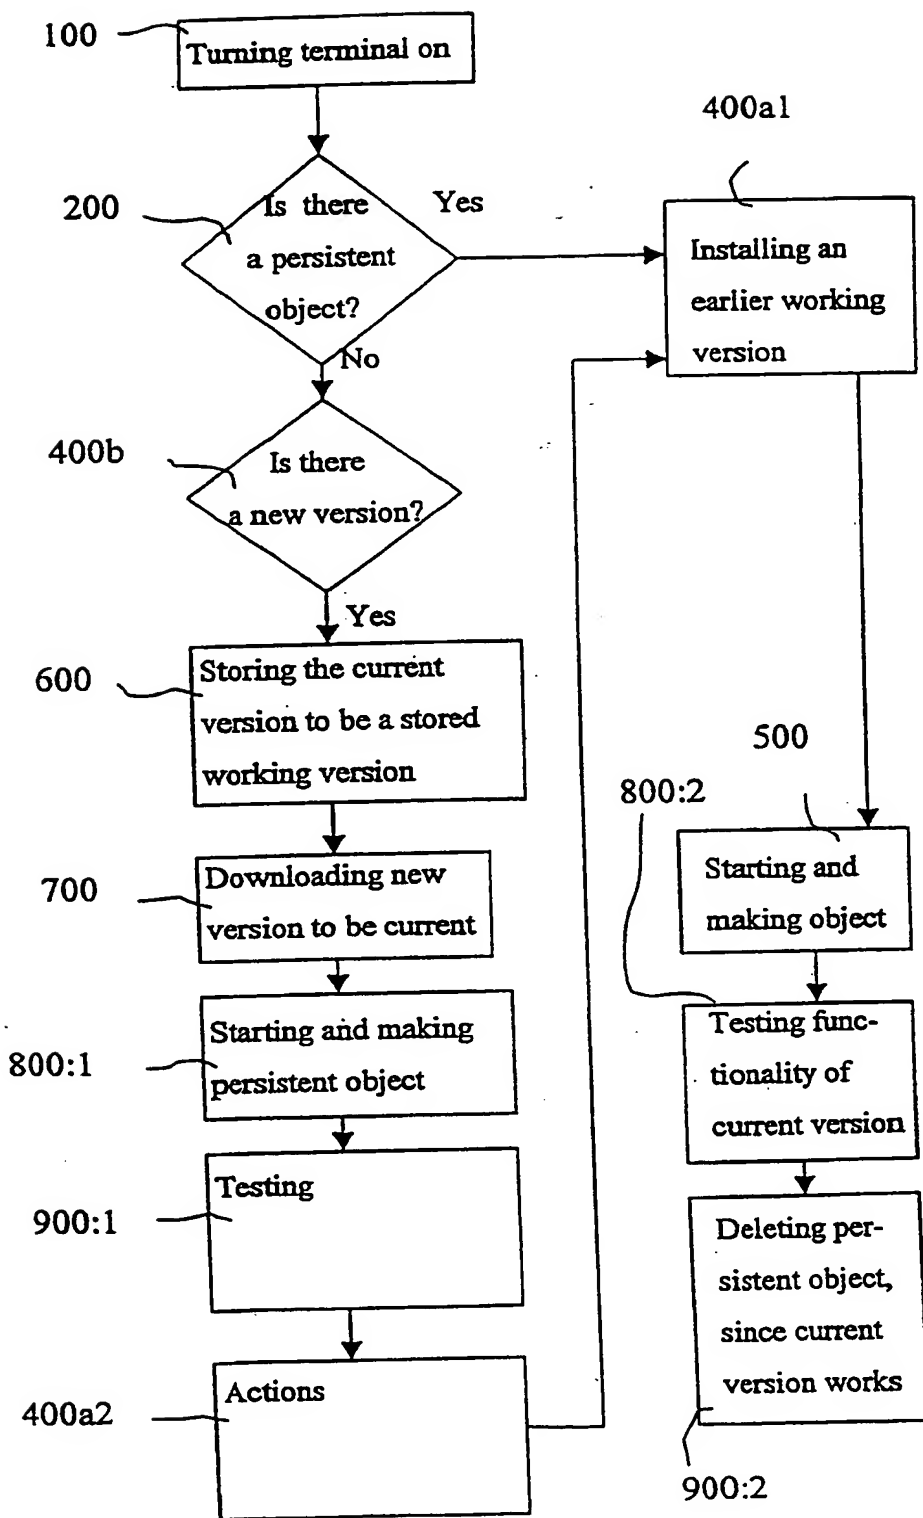 100
Turning terminal on
400a1
200
Is there
a persistent
object?
Yes
No
Installing an
earlier working
version
400b
Is there
a new version?
Yes
600
Storing the current
version to be a stored
working version
700
Downloading new
version to be current
800:1
Starting and making
persistent object
900:1
Testing
400a2
Actions
500
800:2
Starting and
making object
Testing func-
tionality of
current version
Deleting per-
sistent object,
since current
version works
900:2